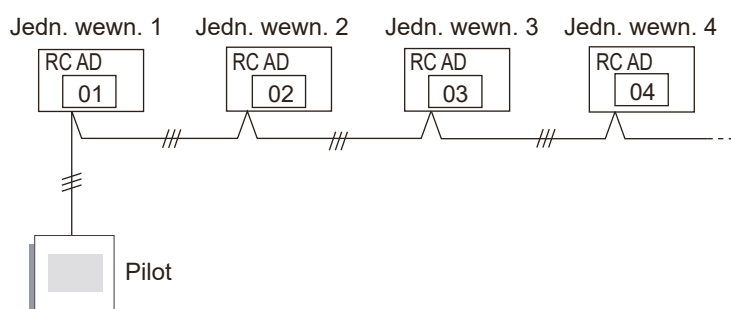 Jedn. wewn. 1 Jedn. wewn. 2 Jedn. wewn. 3 Jedn. wewn. 4
RC AD RC AD RC AD RC AD
01 02 03 04
Pilot